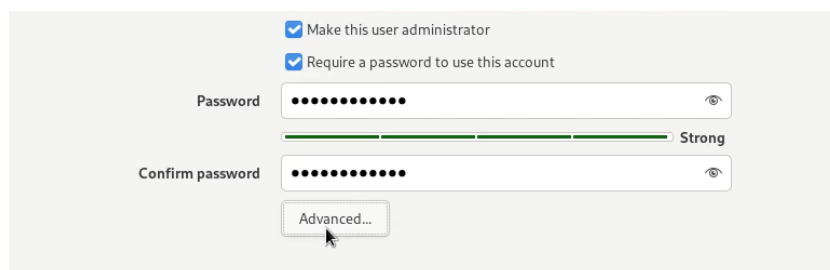 Make this user administrator
Require a password to use this account
Password ●●●●●●●●●●●●
Strong
Confirm password ●●●●●●●●●●●●
Advanced...